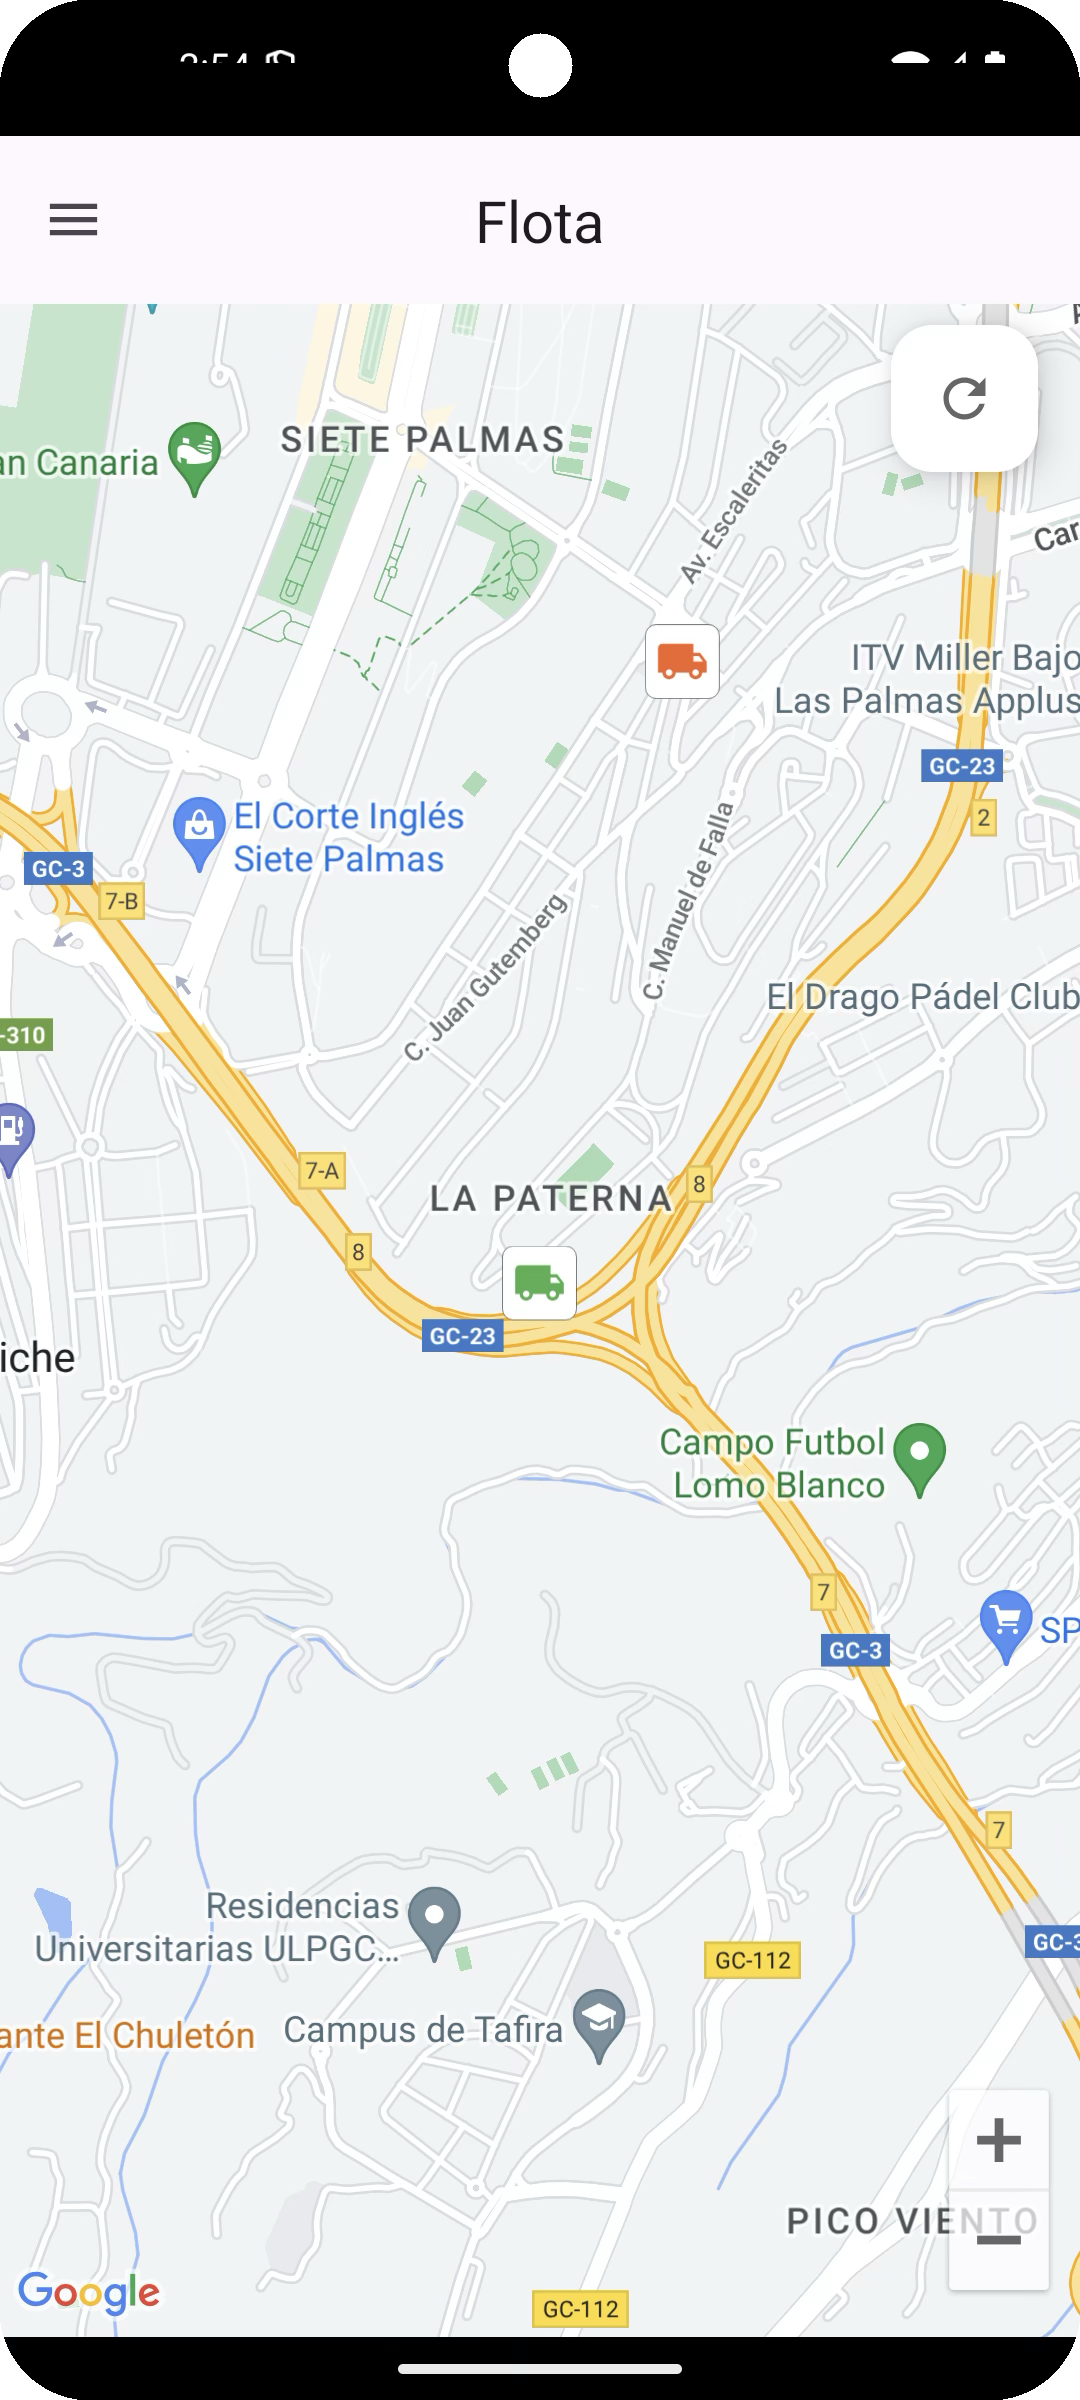 Flota
SIETE PALMAS
an Canaria
Av. Escaleritas
Car
ITV Miller Bajo
Las Palmas Applus
GC-23
2
El Corte Inglés
Siete Palmas
GC-3
7-B
C. Manuel de Falla
C. Juan Gutemberg
El Drago Pádel Club
-310
7-A
LA PATERNA
8
8
GC-23
iche
Campo Futbol
Lomo Blanco
7
GC-3
SP
7
Residencias
Universitarias ULPGC...
GC-3
GC-112
Campus de Tafira
ante El Chuletón
PICO VIENTO
Google
GC-112